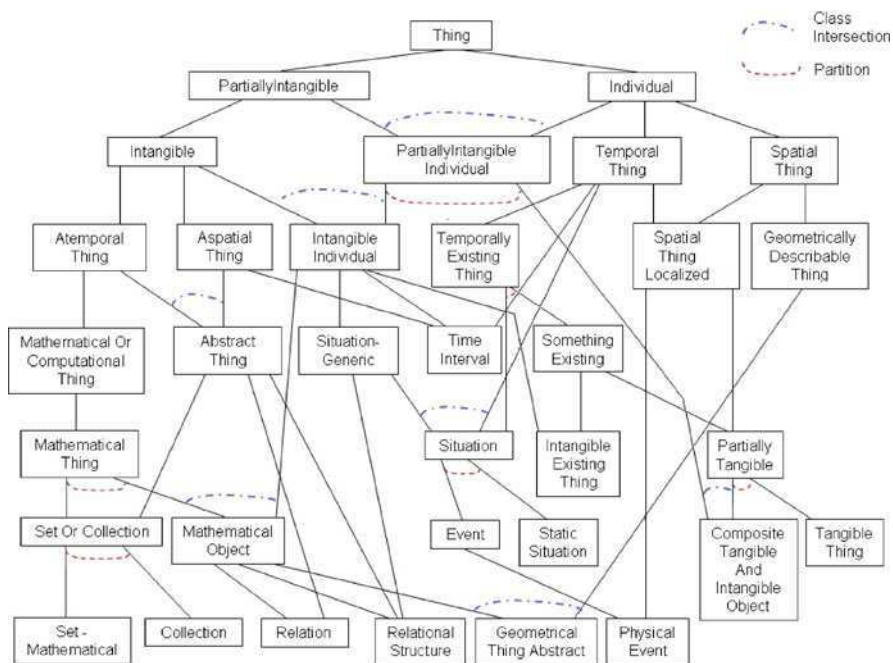 Thing
Class
Intersection
Partition
PartiallyIntangible
Individual
Intangible
PartiallyIntangible
Individual
Temporal
Thing
Spatial
Thing
Atemporal
Thing
Aspatial
Thing
Intangible
Individual
Temporally
Existing
Thing
Spatial
Thing
Localized
Geometrically
Describable
Thing
Mathematical Or
Computational
Thing
Abstract
Thing
Situation-
Generic
Time
Interval
Something
Existing
Mathematical
Thing
Situation
Intangible
Existing
Thing
Partially
Tangible
Set Or Collection
Mathematical
Object
Event
Static
Situation
Composite
Tangible
And
Intangible
Object
Tangible
Thing
Set -
Mathematical
Collection
Relation
Relational
Structure
Geometrical
Thing Abstract
Physical
Event